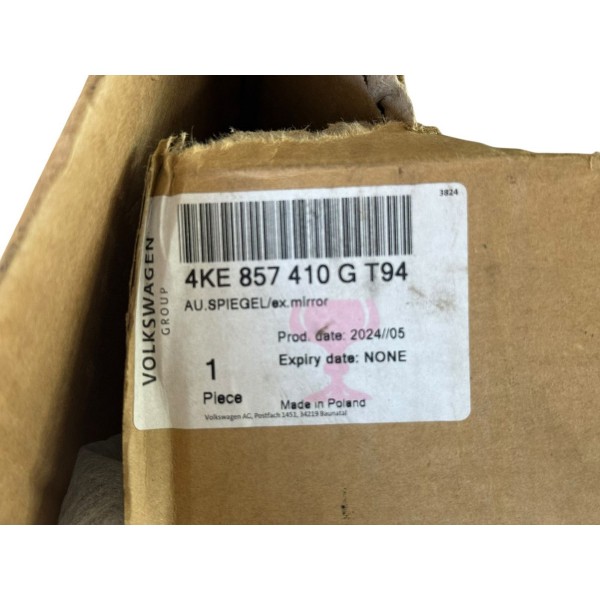 3824
4KE 857 410 G T94
AU.SPIEGEL/ex.mirror
Prod. date: 2024//05
Expiry date: NONE
1
Piece
Made in Poland
Volkswagen AG, Postfach 1453, 34219 Baunatal
VOLKSWAGEN
GROUP